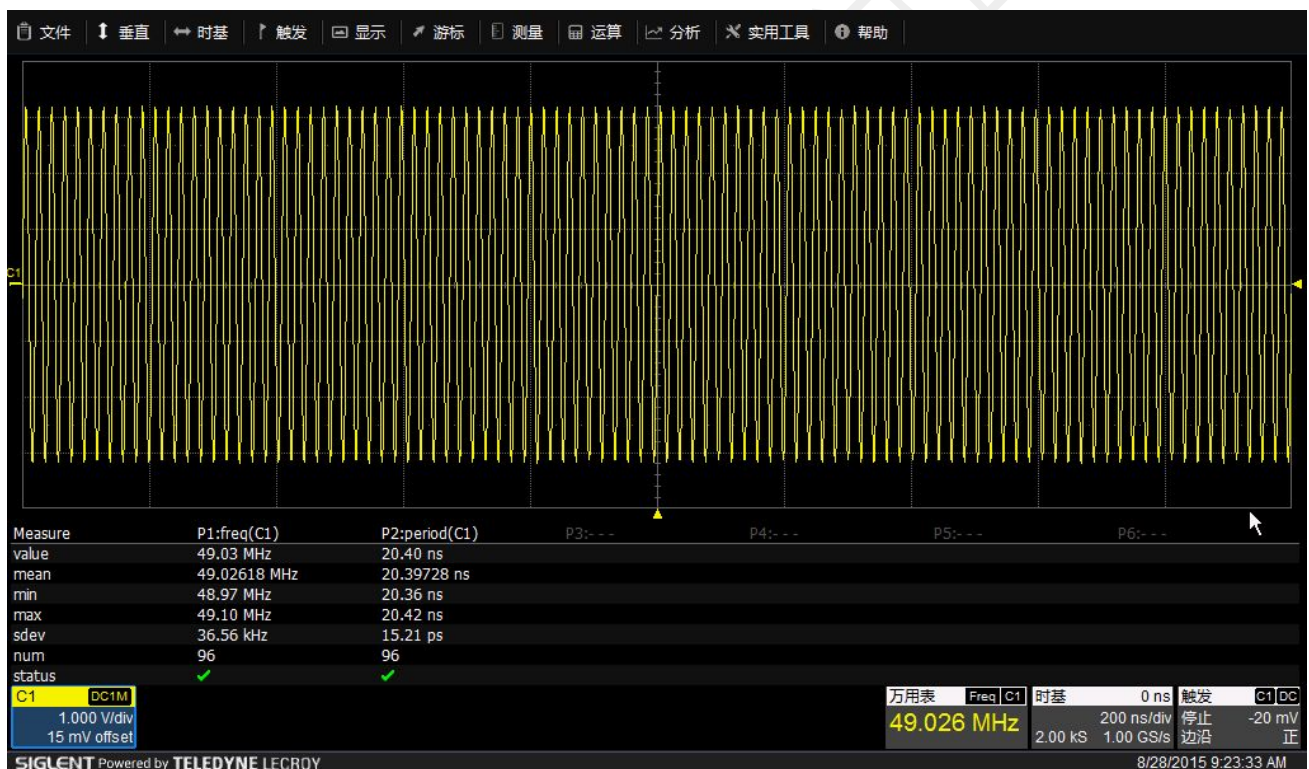 文件 垂直 时基 触发 显示 游标 测量 运算 分析 实用工具 帮助
C1
Measure P1:freq(C1) P2:period(C1) P3:- - - P4:- - - P5:- - - P6:- - -
value 49.03 MHz 20.40 ns
mean 49.02618 MHz 20.39728 ns
min 48.97 MHz 20.36 ns
max 49.10 MHz 20.42 ns
sdev 36.56 kHz 15.21 ps
num 96 96
status
C1 DC1M
1.000 V/div
15 mV offset
万用表 Freq C1
49.026 MHz
时基 0 ns
200 ns/div
2.00 kS 1.00 GS/s
触发 C1 DC
停止 -20 mV
边沿 正
SIGLENT Powered by TELEDYNE LECROY 8/28/2015 9:23:33 AM